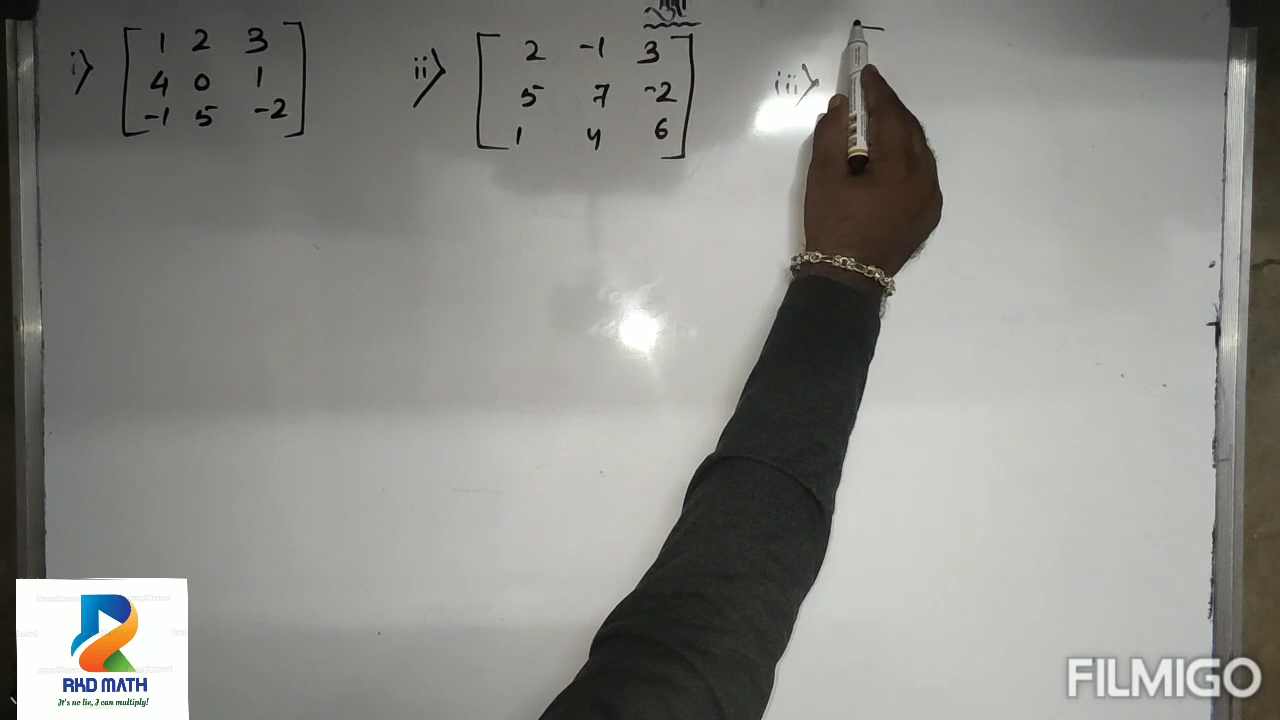 i) [ 1 2 3
4 0 1
-1 5 -2 ]
ii) [ 2 -1 3
5 7 -2
1 4 6 ]
iii)
RKD MATH
It's no lie, I can multiply!
FILMIGO